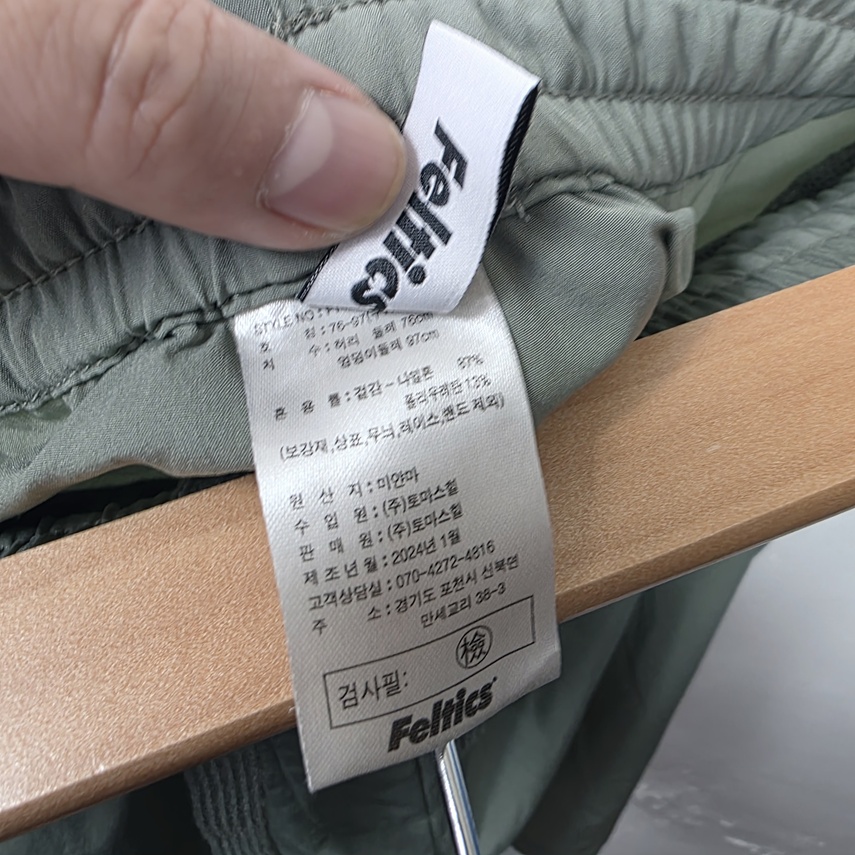 Feltics
STYLE NO:
호 칭:76-97(
치 수:허리 둘레 76cm
엉덩이둘레 97cm
혼 용 률:겉감-나일론 87%
폴리우레탄 13%
(보강재,상표,무늬,레이스,밴드 제외)
원 산 지:미얀마
수 입 원:(주)토마스힐
판 매 원:(주)토마스힐
제조년월:2024년 1월
고객상담실:070-4272-4316
주 소:경기도 포천시 신북면
만세교리 38-3
검사필: 檢
Feltics